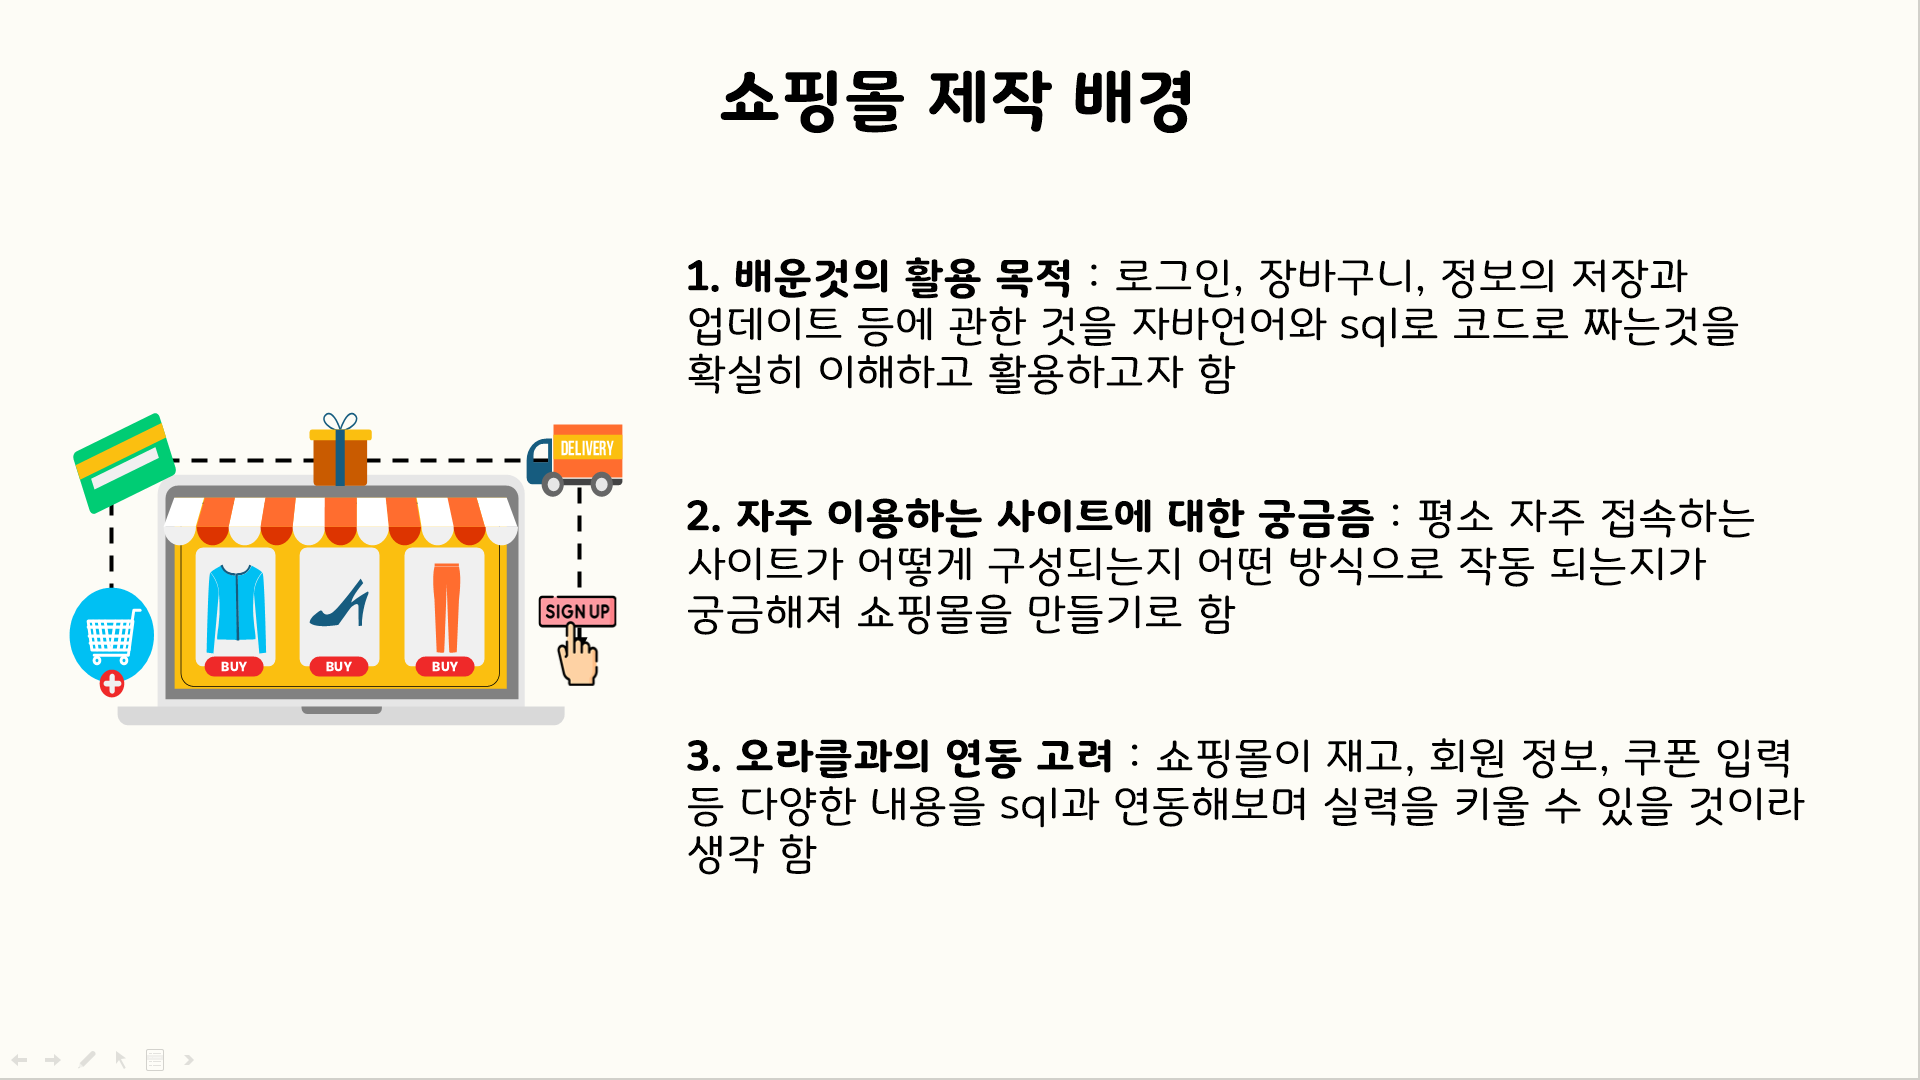 쇼핑몰 제작 배경
1. 배운것의 활용 목적 : 로그인, 장바구니, 정보의 저장과
업데이트 등에 관한 것을 자바언어와 sql로 코드로 짜는것을
확실히 이해하고 활용하고자 함
DELIVERY
2. 자주 이용하는 사이트에 대한 궁금즘 : 평소 자주 접속하는
사이트가 어떻게 구성되는지 어떤 방식으로 작동 되는지가
궁금해져 쇼핑몰을 만들기로 함
SIGN UP
BUY
BUY
BUY
3. 오라클과의 연동 고려 : 쇼핑몰이 재고, 회원 정보, 쿠폰 입력
등 다양한 내용을 sql과 연동해보며 실력을 키울 수 있을 것이라
생각 함